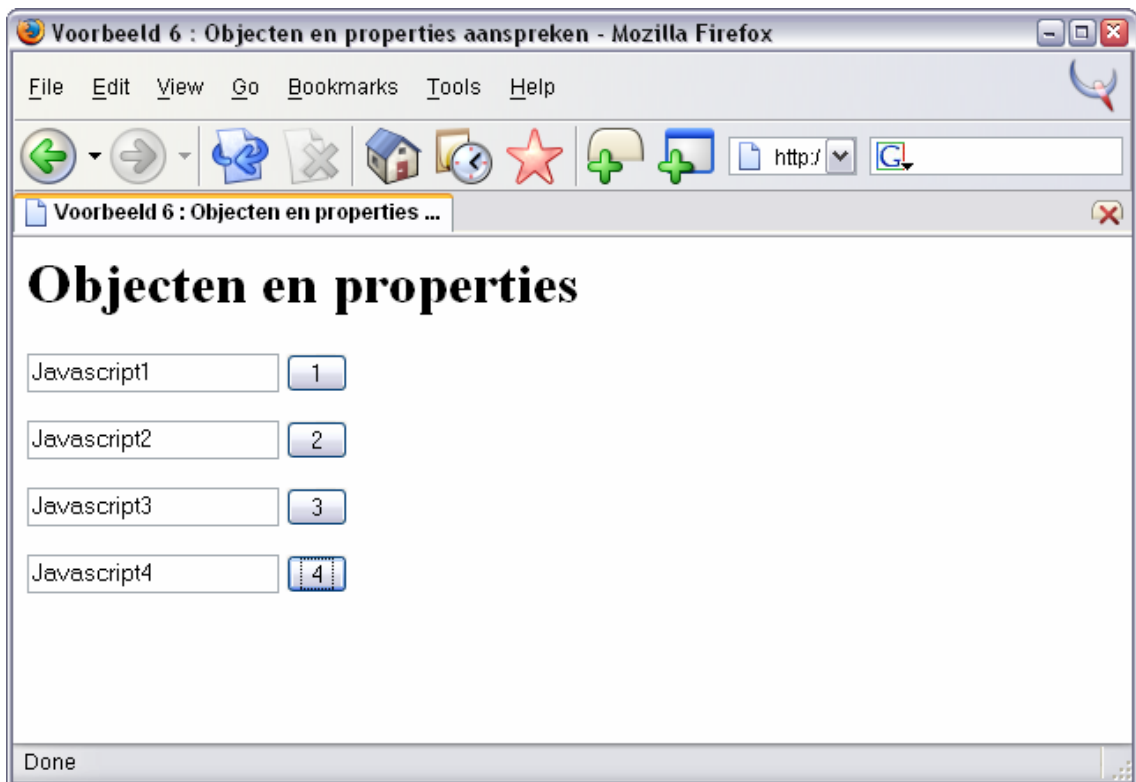 Voorbeeld 6 : Objecten en properties aanspreken - Mozilla Firefox
File Edit View Go Bookmarks Tools Help
http:/ G
Voorbeeld 6 : Objecten en properties ...
Objecten en properties
Javascript1 1
Javascript2 2
Javascript3 3
Javascript4 4
Done